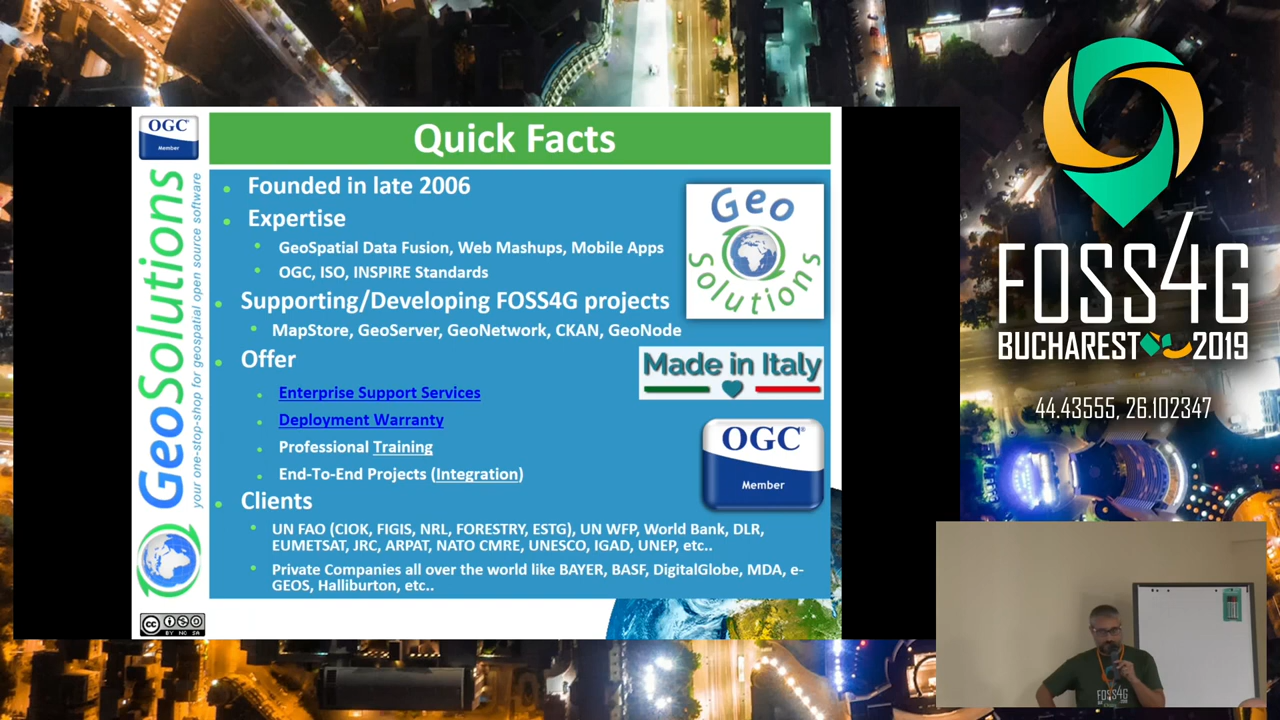 OGC®
Member
GeoSolutions
your one-stop-shop for geospatial open source software
Quick Facts
Founded in late 2006
Expertise
GeoSpatial Data Fusion, Web Mashups, Mobile Apps
OGC, ISO, INSPIRE Standards
Supporting/Developing FOSS4G projects
MapStore, GeoServer, GeoNetwork, CKAN, GeoNode
Offer
Enterprise Support Services
Deployment Warranty
Professional Training
End-To-End Projects (Integration)
Clients
UN FAO (CIOK, FIGIS, NRL, FORESTRY, ESTG), UN WFP, World Bank, DLR,
EUMETSAT, JRC, ARPAT, NATO CMRE, UNESCO, IGAD, UNEP, etc..
Private Companies all over the world like BAYER, BASF, DigitalGlobe, MDA, e-
GEOS, Halliburton, etc..
Geo
Solutions
Made in Italy
OGC®
Member
cc
BY NC SA
FOSS4G
BUCHAREST 2019
44.43555, 26.102347
FOSS4G